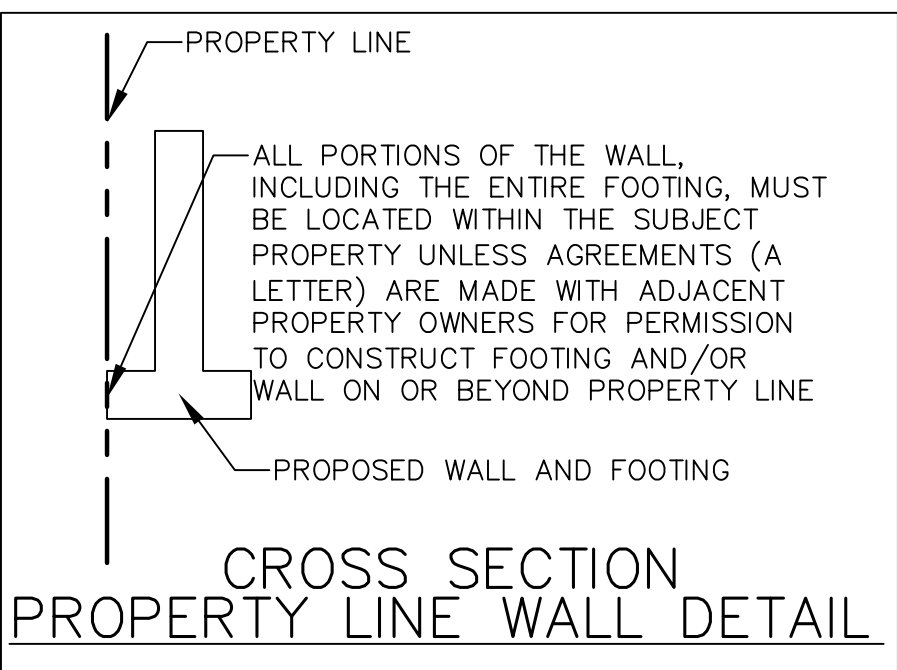 PROPERTY LINE
ALL PORTIONS OF THE WALL,
INCLUDING THE ENTIRE FOOTING, MUST
BE LOCATED WITHIN THE SUBJECT
PROPERTY UNLESS AGREEMENTS (A
LETTER) ARE MADE WITH ADJACENT
PROPERTY OWNERS FOR PERMISSION
TO CONSTRUCT FOOTING AND/OR
WALL ON OR BEYOND PROPERTY LINE
PROPOSED WALL AND FOOTING
CROSS SECTION
PROPERTY LINE WALL DETAIL